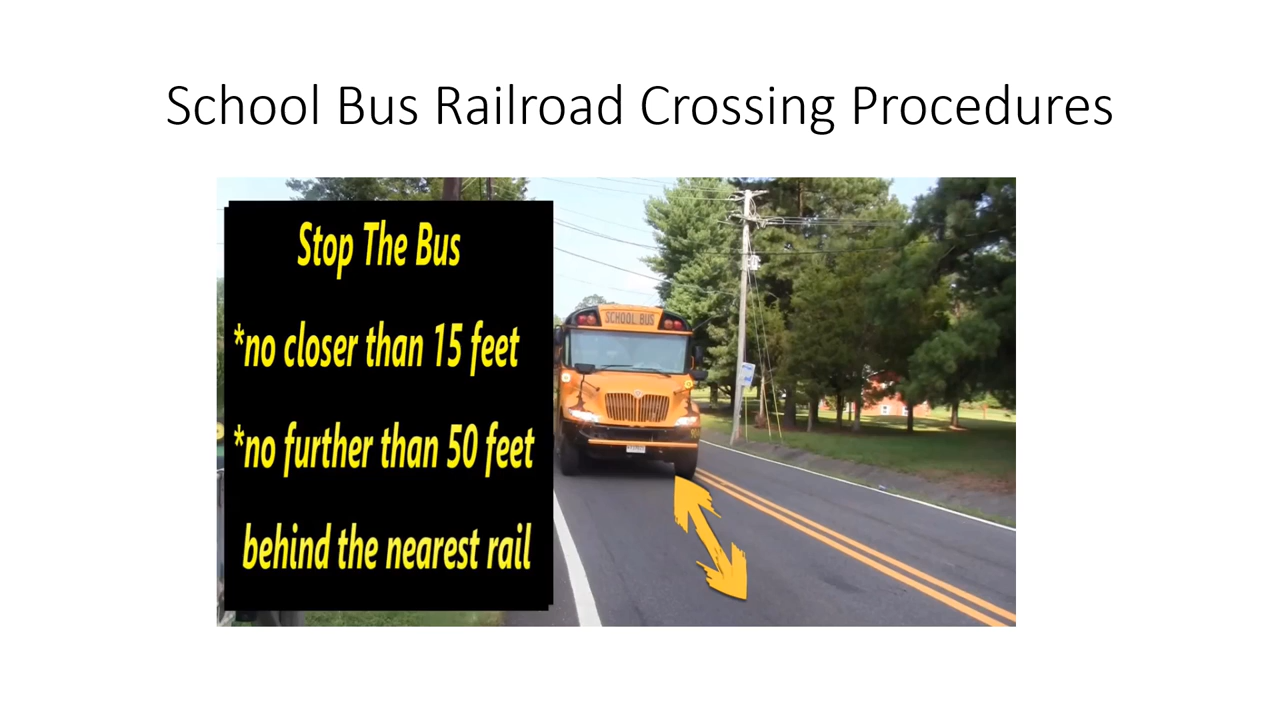 School Bus Railroad Crossing Procedures
Stop The Bus
*no closer than 15 feet
*no further than 50 feet
behind the nearest rail
SCHOOL BUS